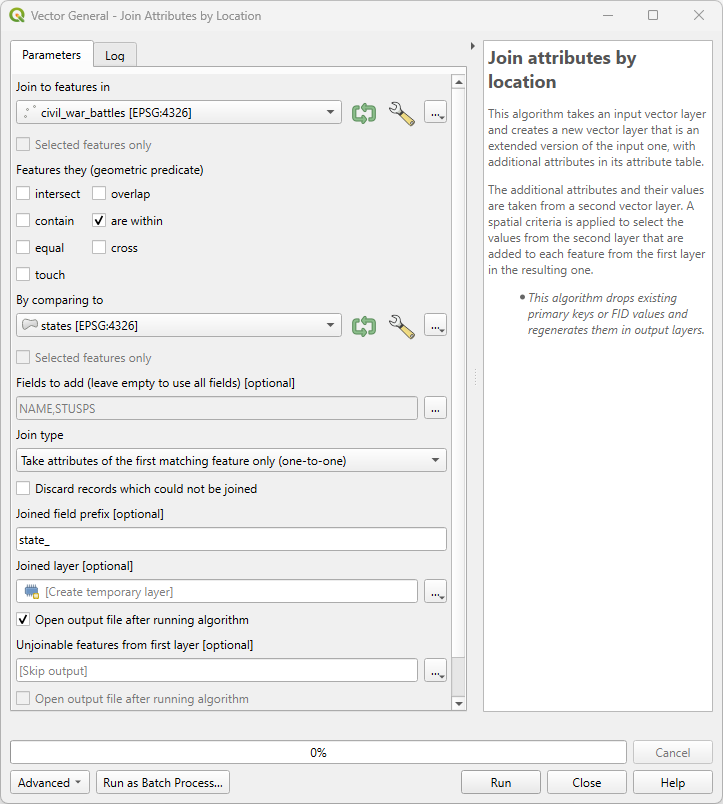 Vector General - Join Attributes by Location
Parameters
Log
Join to features in
civil_war_battles [EPSG:4326]
...
Selected features only
Features they (geometric predicate)
intersect
overlap
contain
are within
equal
cross
touch
By comparing to
states [EPSG:4326]
...
Selected features only
Fields to add (leave empty to use all fields) [optional]
NAME,STUSPS
...
Join type
Take attributes of the first matching feature only (one-to-one)
Discard records which could not be joined
Joined field prefix [optional]
state_
Joined layer [optional]
[Create temporary layer]
...
Open output file after running algorithm
Unjoinable features from first layer [optional]
[Skip output]
...
Open output file after running algorithm
Join attributes by
location
This algorithm takes an input vector layer
and creates a new vector layer that is an
extended version of the input one, with
additional attributes in its attribute table.
The additional attributes and their values
are taken from a second vector layer. A
spatial criteria is applied to select the
values from the second layer that are
added to each feature from the first layer
in the resulting one.
• This algorithm drops existing
primary keys or FID values and
regenerates them in output layers.
0%
Cancel
Advanced
Run as Batch Process...
Run
Close
Help